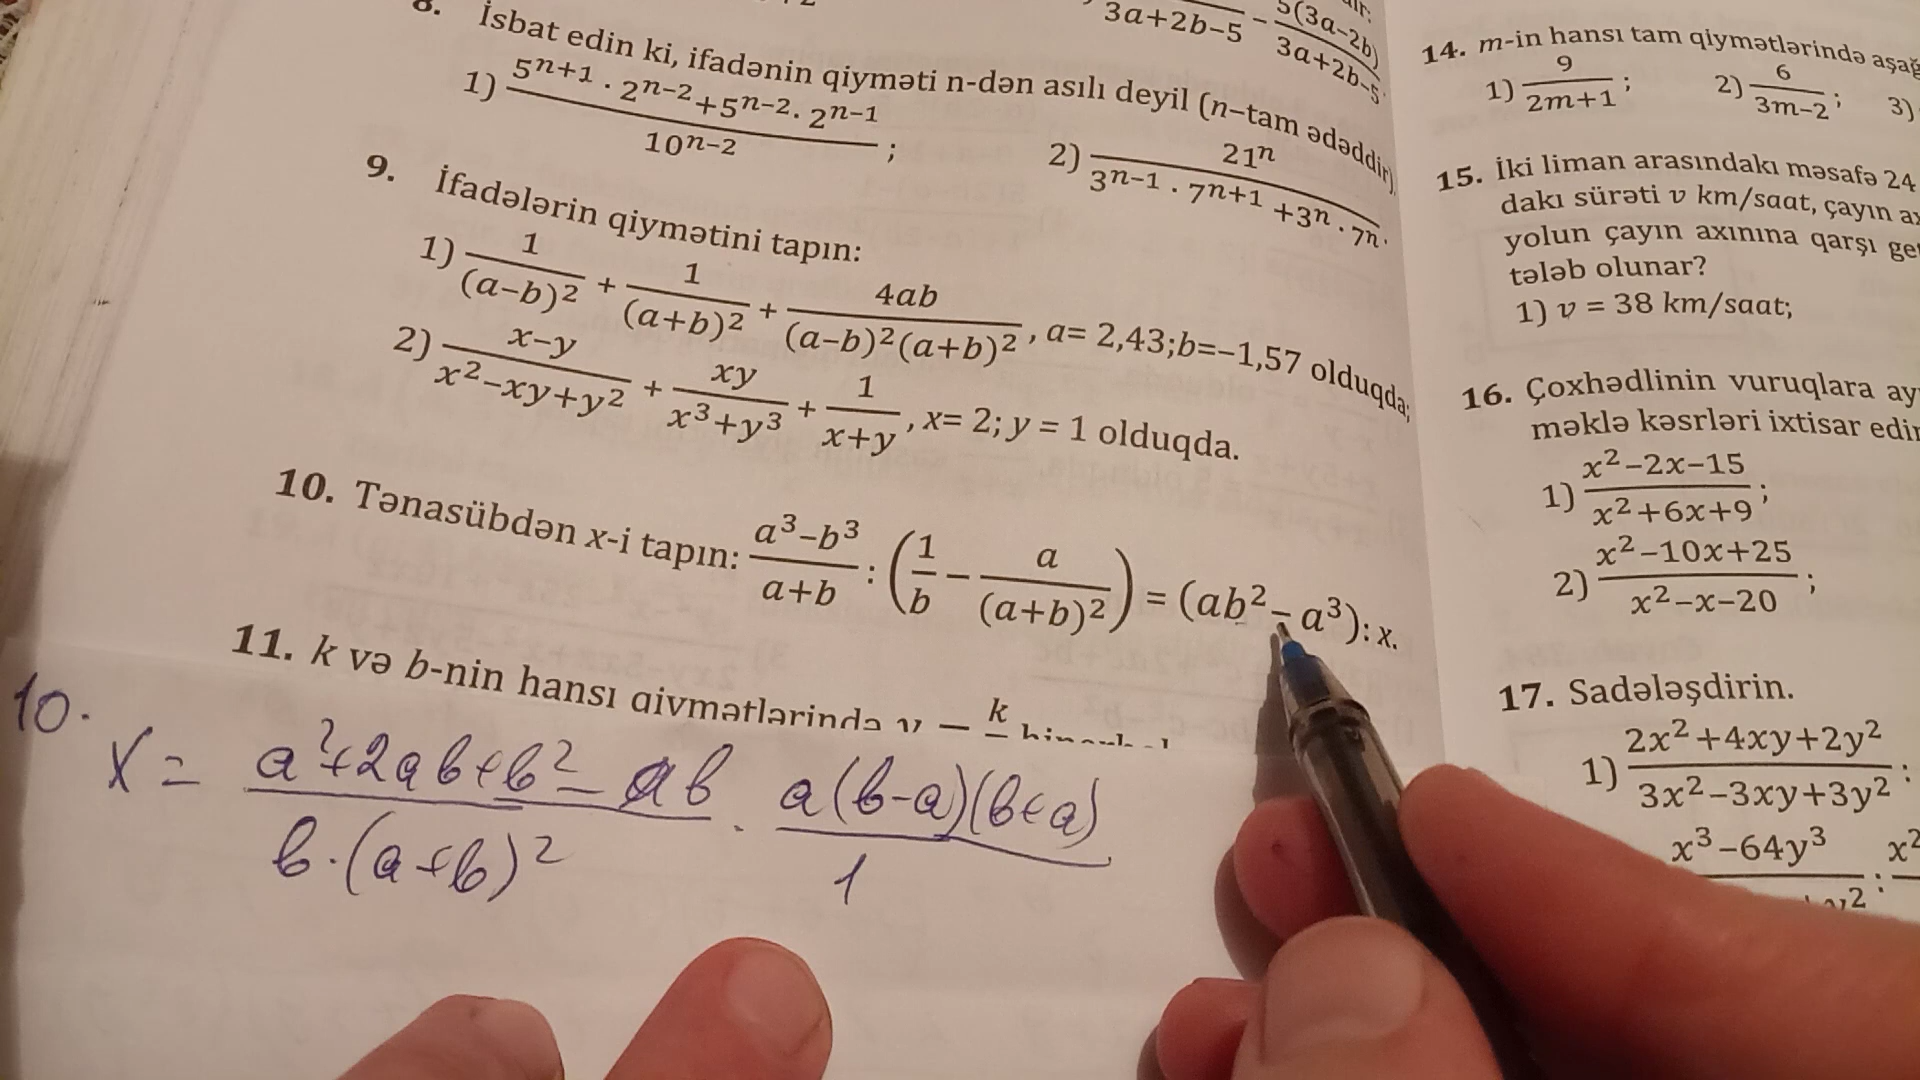 3a+2b−5 − 5(3a−2b)/3a+2b−5.
8. İsbat edin ki, ifadənin qiyməti n-dən asılı deyil (n–tam ədəddir).
1) (5ⁿ⁺¹ · 2ⁿ⁻²+5ⁿ⁻² · 2ⁿ⁻¹)/10ⁿ⁻² ; 2) 21ⁿ/(3ⁿ⁻¹ · 7ⁿ⁺¹ +3ⁿ · 7ⁿ) .
9. İfadələrin qiymətini tapın:
1) 1/(a−b)² + 1/(a+b)² + 4ab/((a−b)²(a+b)²) , a= 2,43;b=−1,57 olduqda;
2) (x−y)/(x²−xy+y²) + xy/(x³+y³) + 1/(x+y) , x= 2; y = 1 olduqda.
10. Tənasübdən x-i tapın: (a³−b³)/(a+b) : (1/b − a/(a+b)²) = (ab²− a³): x.
11. k və b-nin hansı qiymətlərində y = k
10.
x = (a²+2ab+b² − ab)/(b·(a+b)²) · (a(b-a)(b+a))/1
14. m-in hansı tam qiymətlərində
1) 9/(2m+1) ; 2) 6/(3m−2) ; 3)
15. İki liman arasındakı məsafə 24
dakı sürəti v km/saat, çayın
yolun çayın axınına qarşı
tələb olunar?
1) v = 38 km/saat;
16. Çoxhədlinin vuruqlara
məklə kəsrləri ixtisar
1) (x²−2x−15)/(x²+6x+9) ;
2) (x²−10x+25)/(x²−x−20) ;
17. Sadələşdirin.
1) (2x²+4xy+2y²)/(3x²−3xy+3y²) :
x³−64y³ :